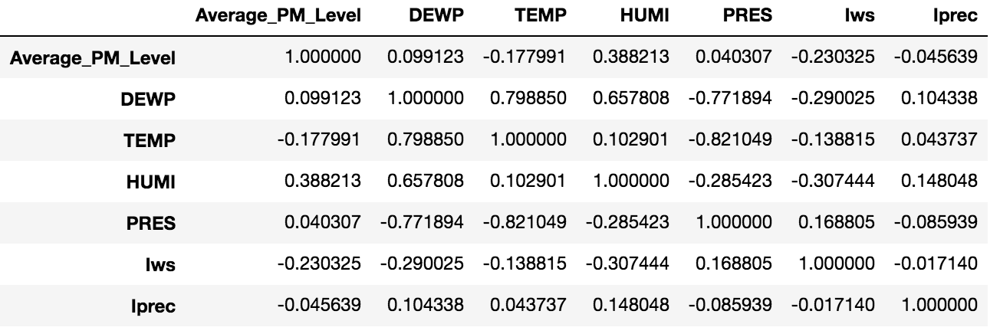 Average_PM_Level DEWP TEMP HUMI PRES Iws Iprec
Average_PM_Level 1.000000 0.099123 -0.177991 0.388213 0.040307 -0.230325 -0.045639
DEWP 0.099123 1.000000 0.798850 0.657808 -0.771894 -0.290025 0.104338
TEMP -0.177991 0.798850 1.000000 0.102901 -0.821049 -0.138815 0.043737
HUMI 0.388213 0.657808 0.102901 1.000000 -0.285423 -0.307444 0.148048
PRES 0.040307 -0.771894 -0.821049 -0.285423 1.000000 0.168805 -0.085939
Iws -0.230325 -0.290025 -0.138815 -0.307444 0.168805 1.000000 -0.017140
Iprec -0.045639 0.104338 0.043737 0.148048 -0.085939 -0.017140 1.000000